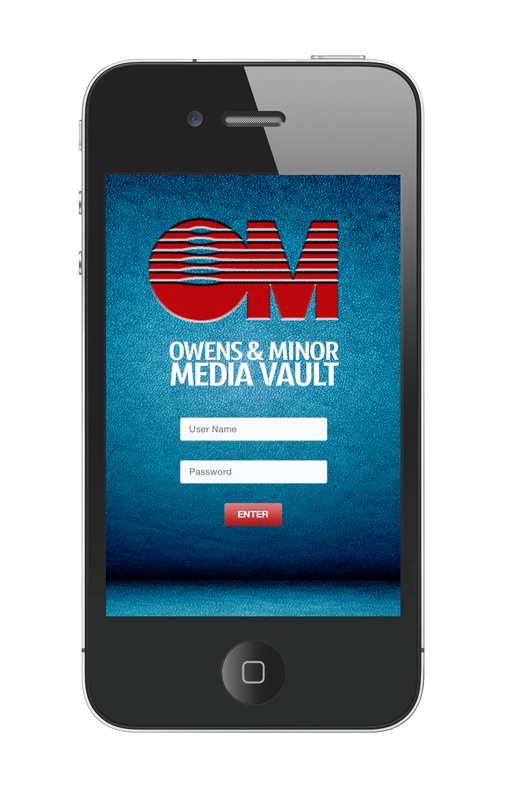 OM
OWENS & MINOR
MEDIA VAULT
User Name
Password
ENTER